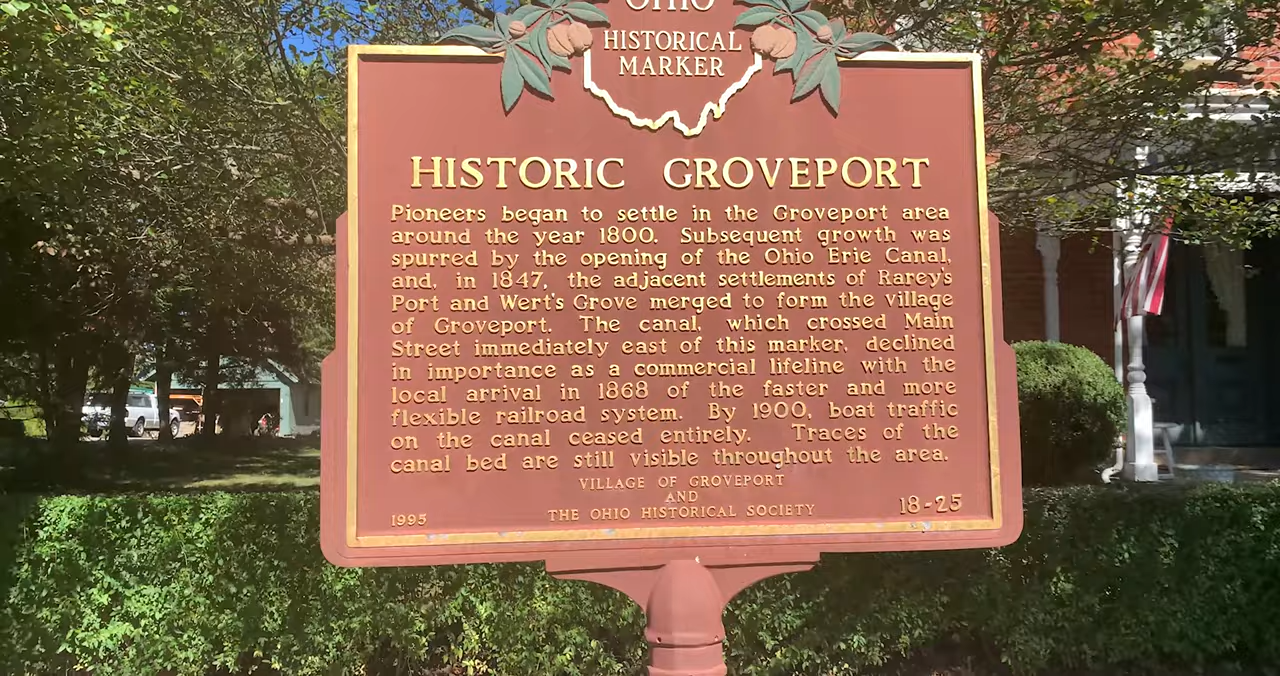 OHIO
HISTORICAL
MARKER
HISTORIC GROVEPORT
Pioneers began to settle in the Groveport area
around the year 1800. Subsequent growth was
spurred by the opening of the Ohio Erie Canal,
and, in 1847, the adjacent settlements of Rarey's
Port and Wert's Grove merged to form the village
of Groveport. The canal, which crossed Main
Street immediately east of this marker, declined
in importance as a commercial lifeline with the
local arrival in 1868 of the faster and more
flexible railroad system. By 1900, boat traffic
on the canal ceased entirely. Traces of the
canal bed are still visible throughout the area.
VILLAGE OF GROVEPORT
AND
THE OHIO HISTORICAL SOCIETY
1995
18-25